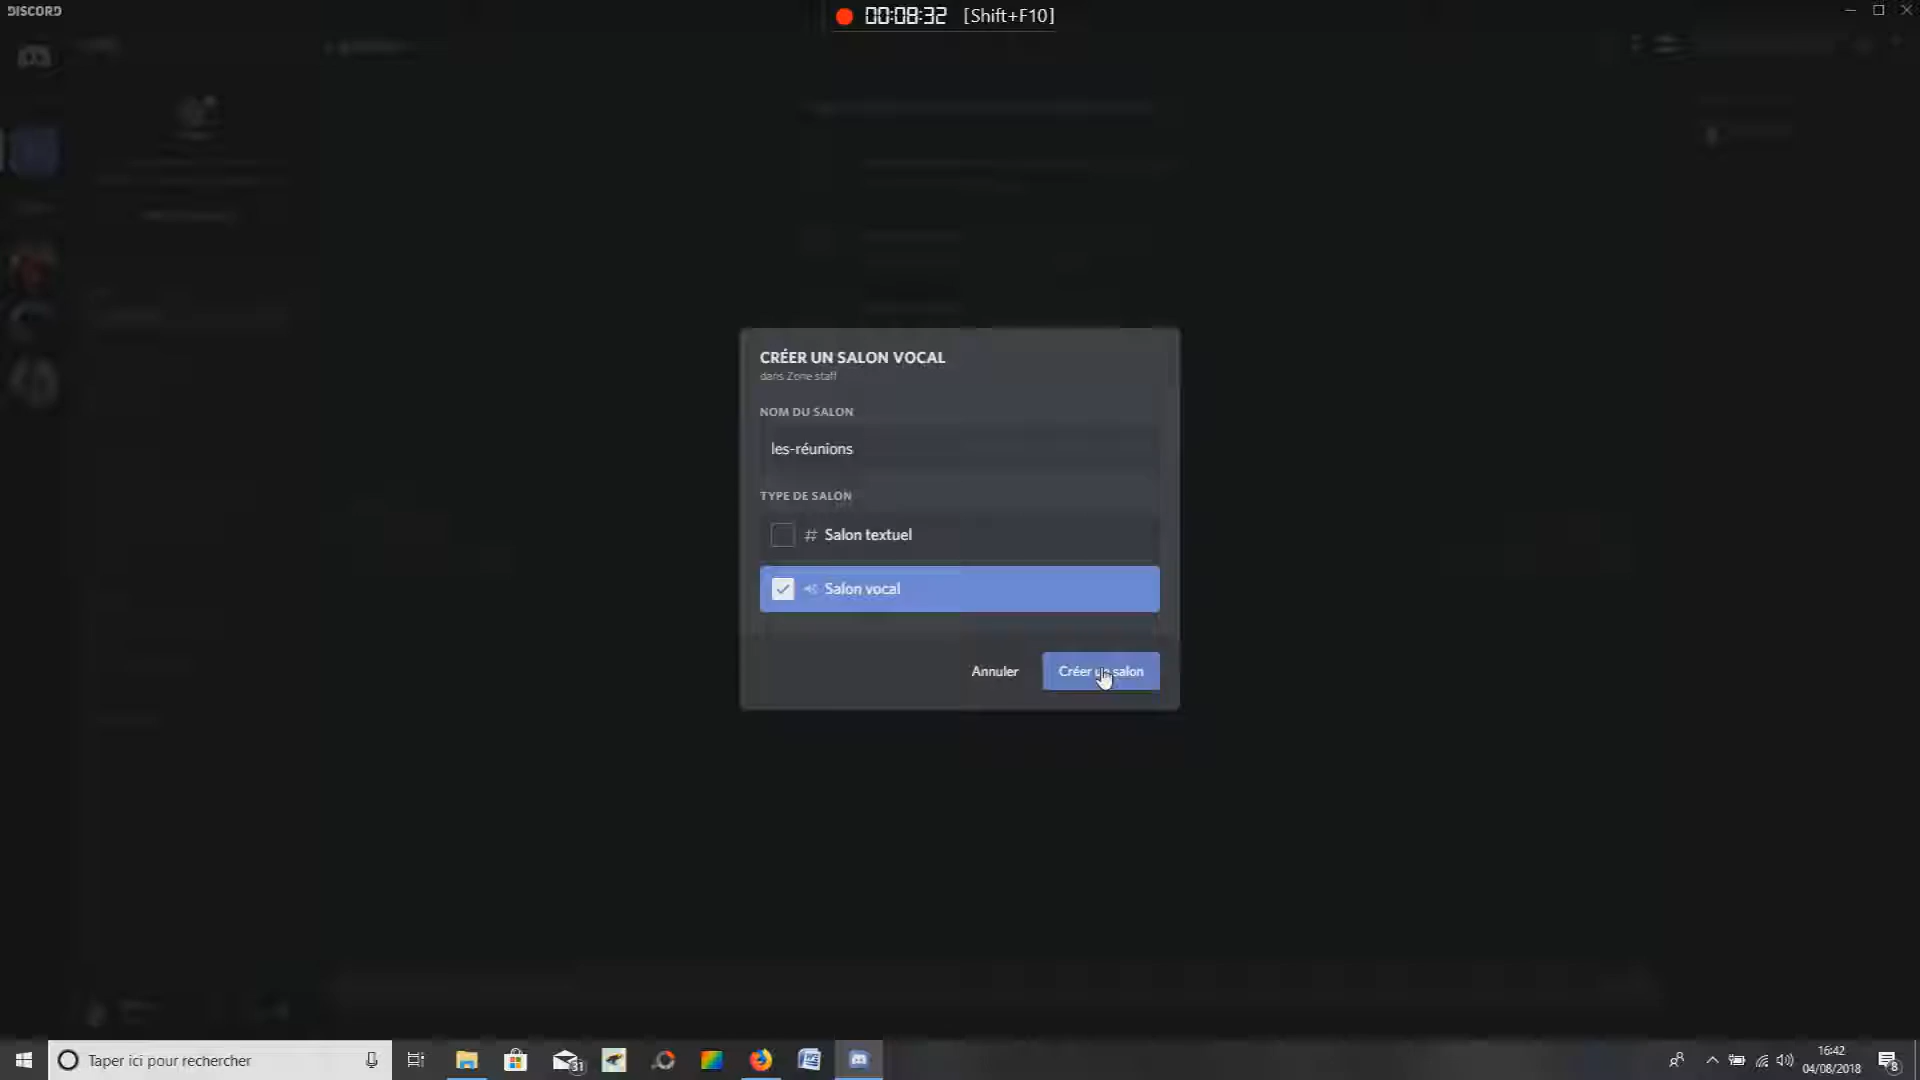 DISCORD
00:08:32 [Shift+F10]
CRÉER UN SALON VOCAL
dans Zone staff
NOM DU SALON
les-réunions
TYPE DE SALON
# Salon textuel
Salon vocal
Annuler
Créer un salon
Taper ici pour rechercher
31
16:42
04/08/2018
8